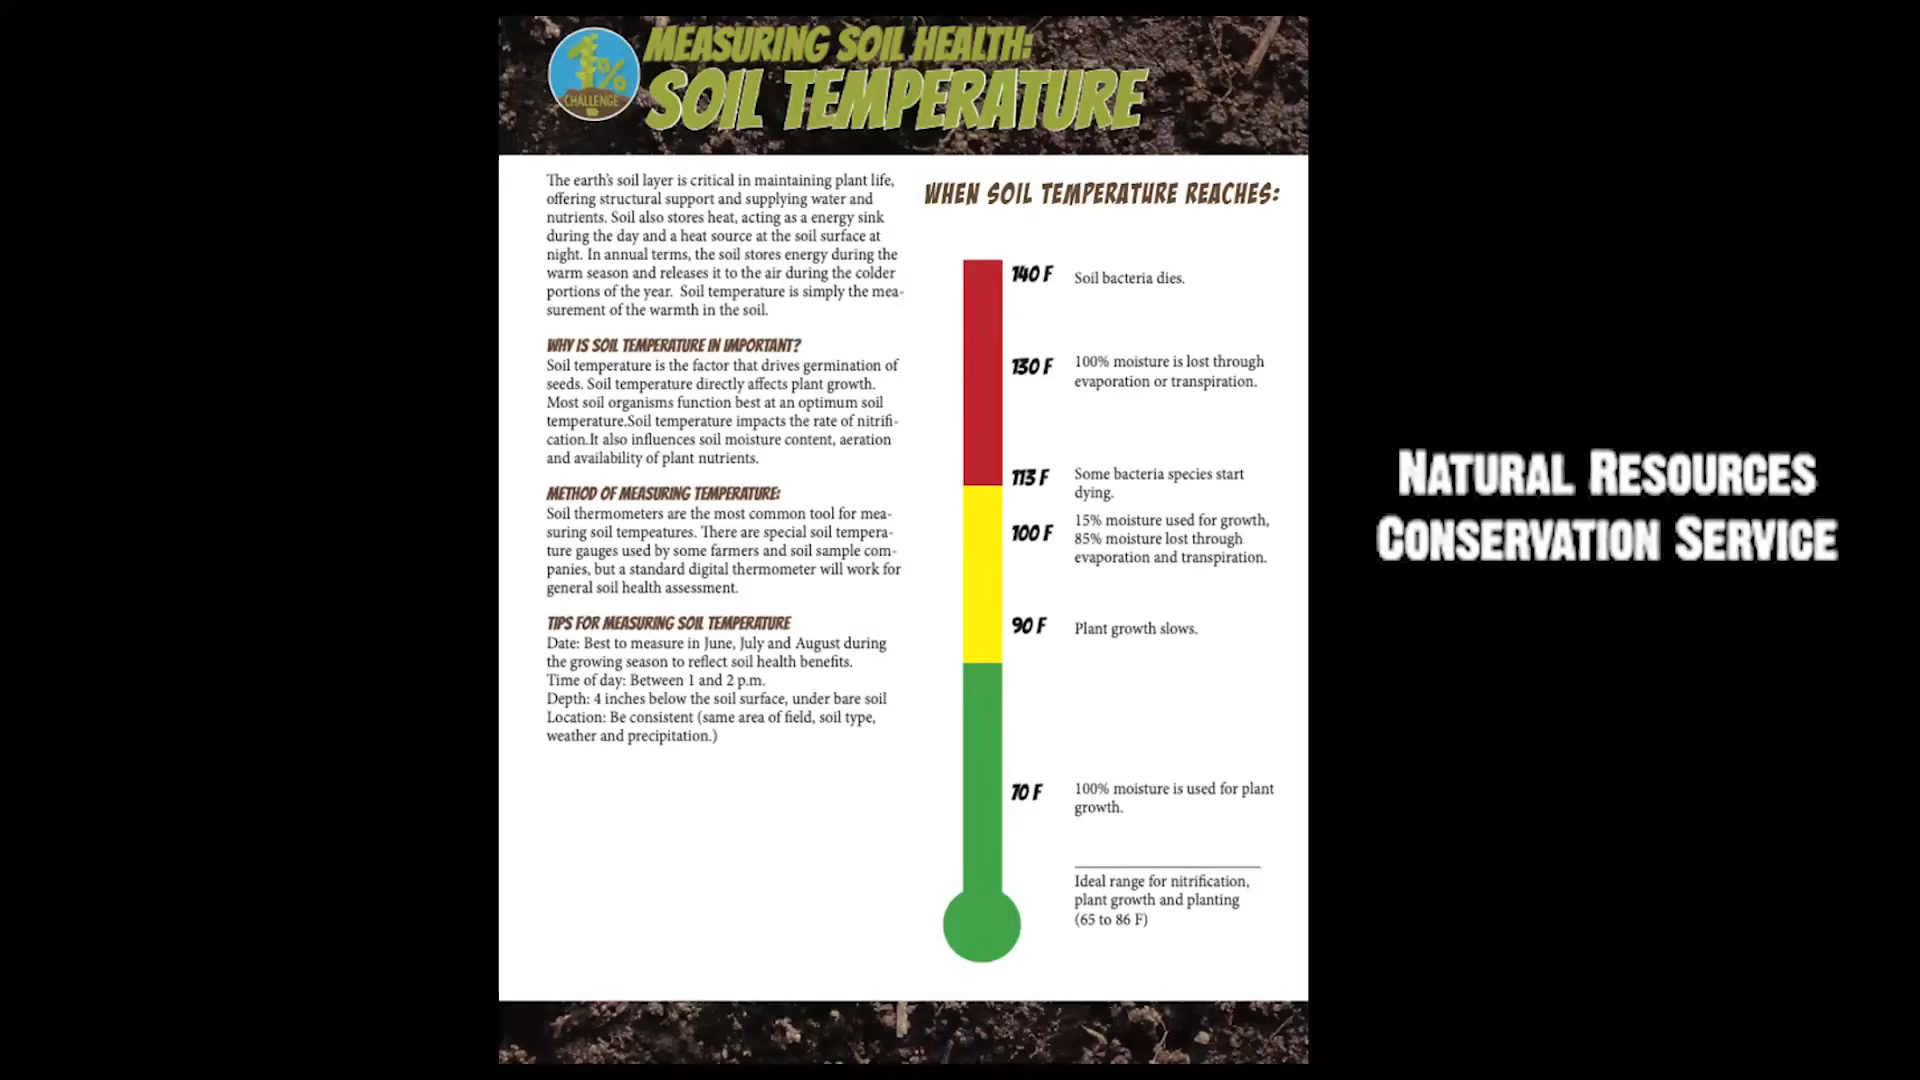 1%
CHALLENGE
MEASURING SOIL HEALTH:
SOIL TEMPERATURE
The earth's soil layer is critical in maintaining plant life,
offering structural support and supplying water and
nutrients. Soil also stores heat, acting as a energy sink
during the day and a heat source at the soil surface at
night. In annual terms, the soil stores energy during the
warm season and releases it to the air during the colder
portions of the year. Soil temperature is simply the mea-
surement of the warmth in the soil.
WHY IS SOIL TEMPERATURE IN IMPORTANT?
Soil temperature is the factor that drives germination of
seeds. Soil temperature directly affects plant growth.
Most soil organisms function best at an optimum soil
temperature.Soil temperature impacts the rate of nitrifi-
cation.It also influences soil moisture content, aeration
and availability of plant nutrients.
METHOD OF MEASURING TEMPERATURE:
Soil thermometers are the most common tool for mea-
suring soil tempeatures. There are special soil tempera-
ture gauges used by some farmers and soil sample com-
panies, but a standard digital thermometer will work for
general soil health assessment.
TIPS FOR MEASURING SOIL TEMPERATURE
Date: Best to measure in June, July and August during
the growing season to reflect soil health benefits.
Time of day: Between 1 and 2 p.m.
Depth: 4 inches below the soil surface, under bare soil
Location: Be consistent (same area of field, soil type,
weather and precipitation.)
WHEN SOIL TEMPERATURE REACHES:
140 F Soil bacteria dies.
130 F 100% moisture is lost through
evaporation or transpiration.
113 F Some bacteria species start
dying.
100 F 15% moisture used for growth,
85% moisture lost through
evaporation and transpiration.
90 F Plant growth slows.
70 F 100% moisture is used for plant
growth.
Ideal range for nitrification,
plant growth and planting
(65 to 86 F)
NATURAL RESOURCES
CONSERVATION SERVICE